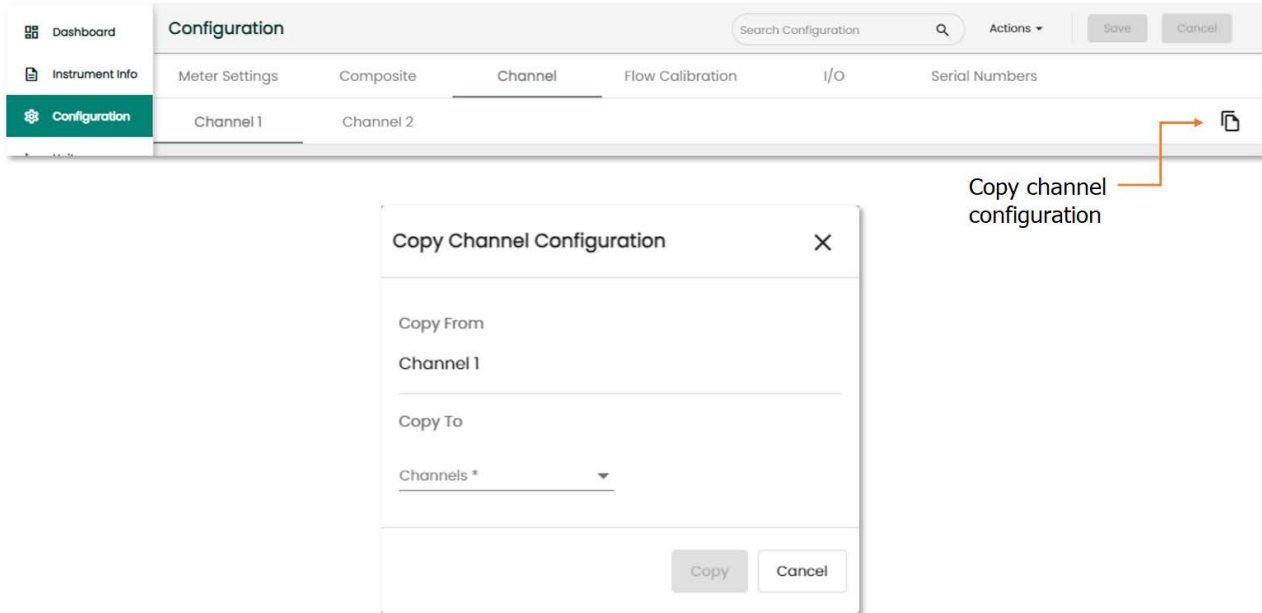 Dashboard
Configuration
Search Configuration
Actions
Save
Cancel
Instrument Info
Meter Settings
Composite
Channel
Flow Calibration
I/O
Serial Numbers
Configuration
Channel 1
Channel 2
Copy channel
configuration
Copy Channel Configuration
Copy From
Channel 1
Copy To
Channels *
Copy
Cancel